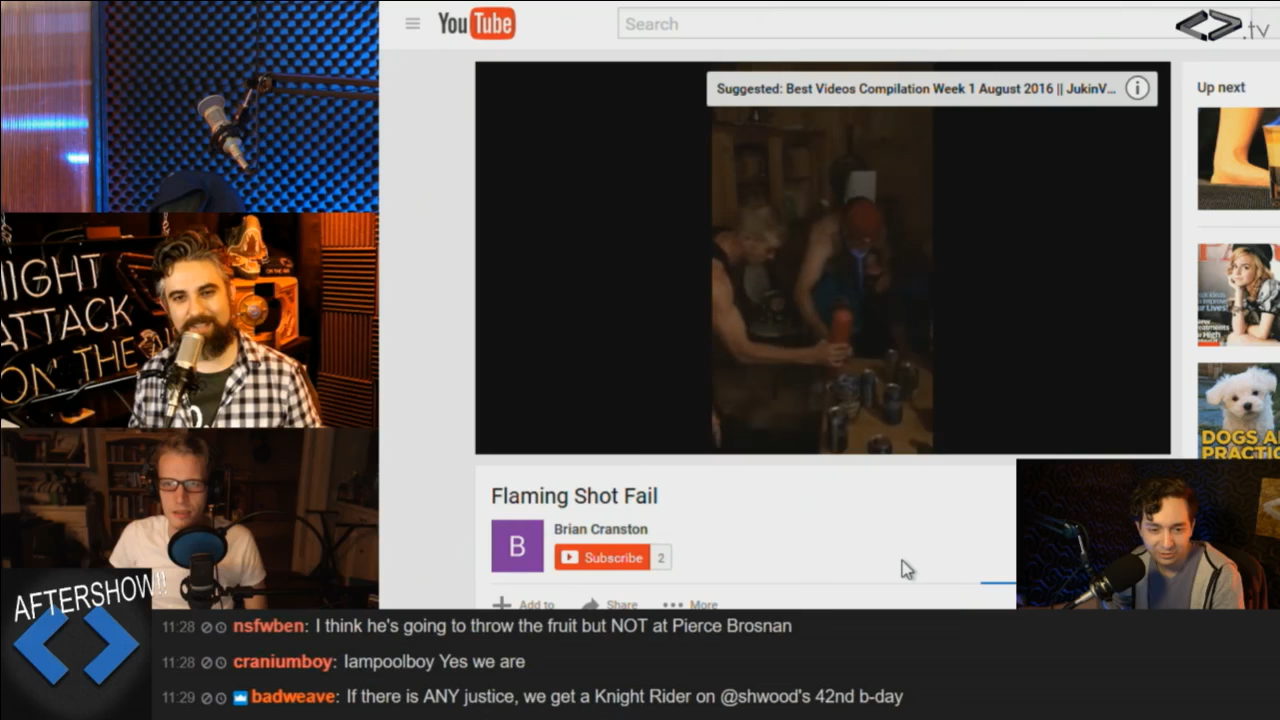 YouTube
Search
.tv
Suggested: Best Videos Compilation Week 1 August 2016 || JukinV...
Up next
NIGHT
ATTACK
ON THE
DOGS A
PRACTIC
Flaming Shot Fail
B
Brian Cranston
Subscribe 2
Add to Share More
AFTERSHOW!!
11:28 nsfwben: I think he's going to throw the fruit but NOT at Pierce Brosnan
11:28 craniumboy: Iampoolboy Yes we are
11:29 badweave: If there is ANY justice, we get a Knight Rider on @shwood's 42nd b-day